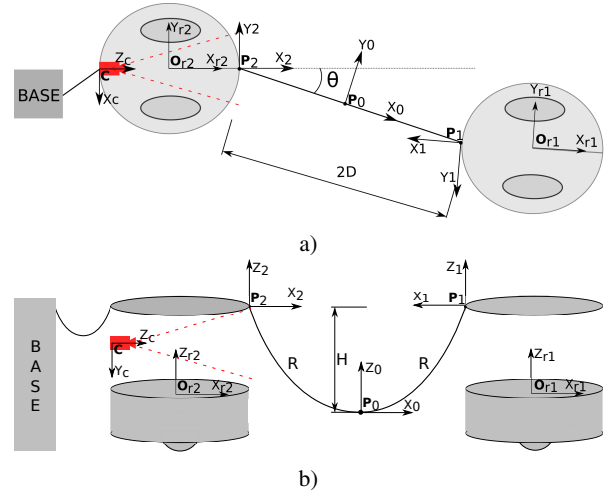 Y2
Yr2
Y0
Zc
Or2
Xr2
P2
X2
C
Xc
θ
BASE
P0
X0
Yr1
P1
X1
Or1
Xr1
Y1
2D
a)
Z2
Z1
P2
X2
X1
P1
Zc
C
Yc
B
A
S
E
Zr2
R
H
R
Z0
Zr1
Or2
Xr2
P0
X0
Or1
Xr1
b)